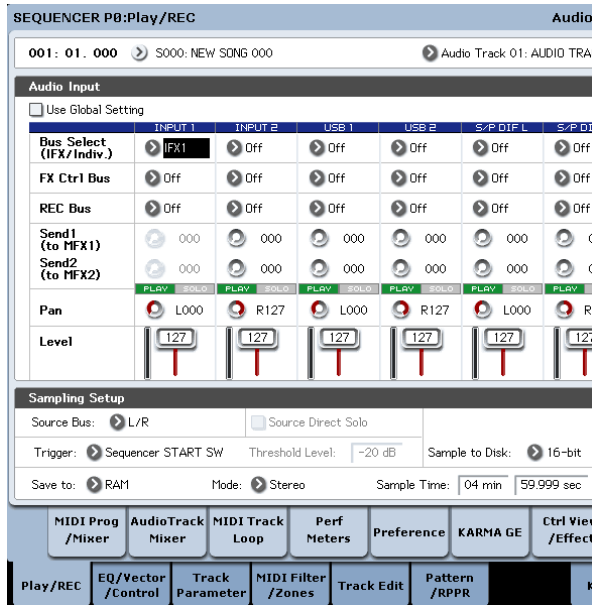 SEQUENCER P0:Play/REC Audio
001: 01. 000 S000: NEW SONG 000 Audio Track 01: AUDIO TRA
Audio Input
Use Global Setting
INPUT 1 INPUT 2 USB 1 USB 2 S/P DIF L S/P DI
Bus Select
(IFX/Indiv.) IFX1 Off Off Off Off Off
FX Ctrl Bus Off Off Off Off Off Off
REC Bus Off Off Off Off Off Off
Send1
(to MFX1) 000 000 000 000 000
Send2
(to MFX2) 000 000 000 000 000
PLAY SOLO PLAY SOLO PLAY SOLO PLAY SOLO PLAY SOLO PLAY
Pan L000 R127 L000 R127 L000 R
Level 127 127 127 127 127 127
Sampling Setup
Source Bus: L/R Source Direct Solo
Trigger: Sequencer START SW Threshold Level: -20 dB Sample to Disk: 16-bit
Save to: RAM Mode: Stereo Sample Time: 04 min 59.999 sec
MIDI Prog
/Mixer AudioTrack
Mixer MIDI Track
Loop Perf
Meters Preference KARMA GE Ctrl View
/Effect
Play/REC EQ/Vector
/Control Track
Parameter MIDI Filter
/Zones Track Edit Pattern
/RPPR K